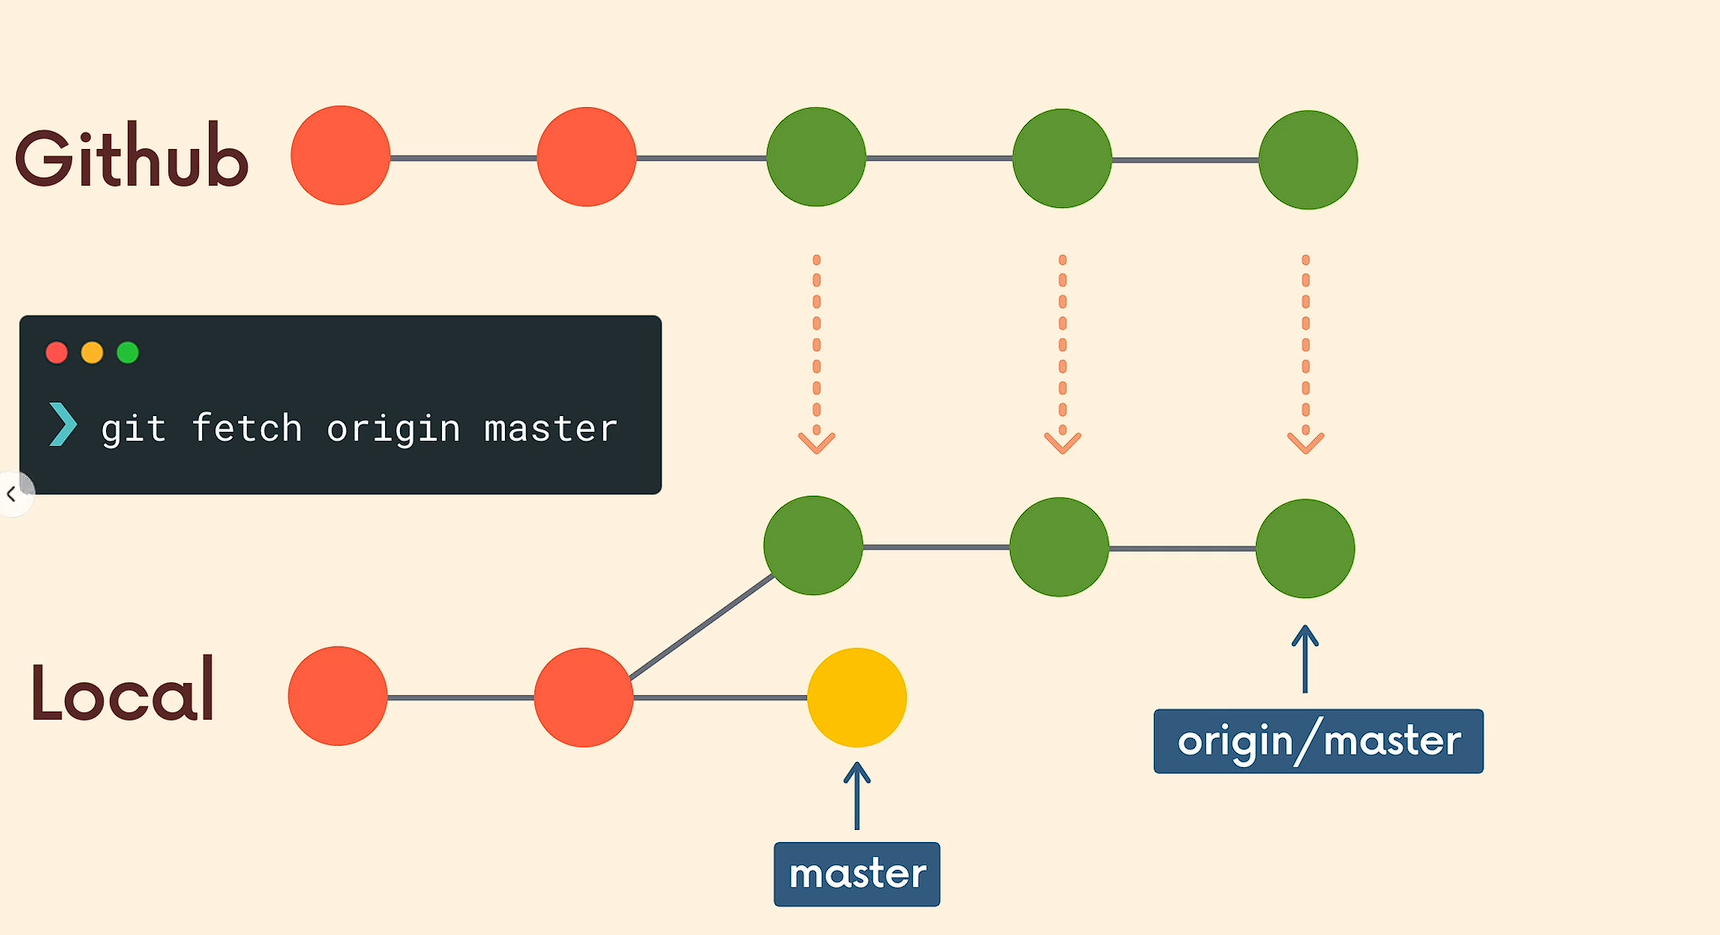 Github
❯ git fetch origin master
Local
origin/master
master